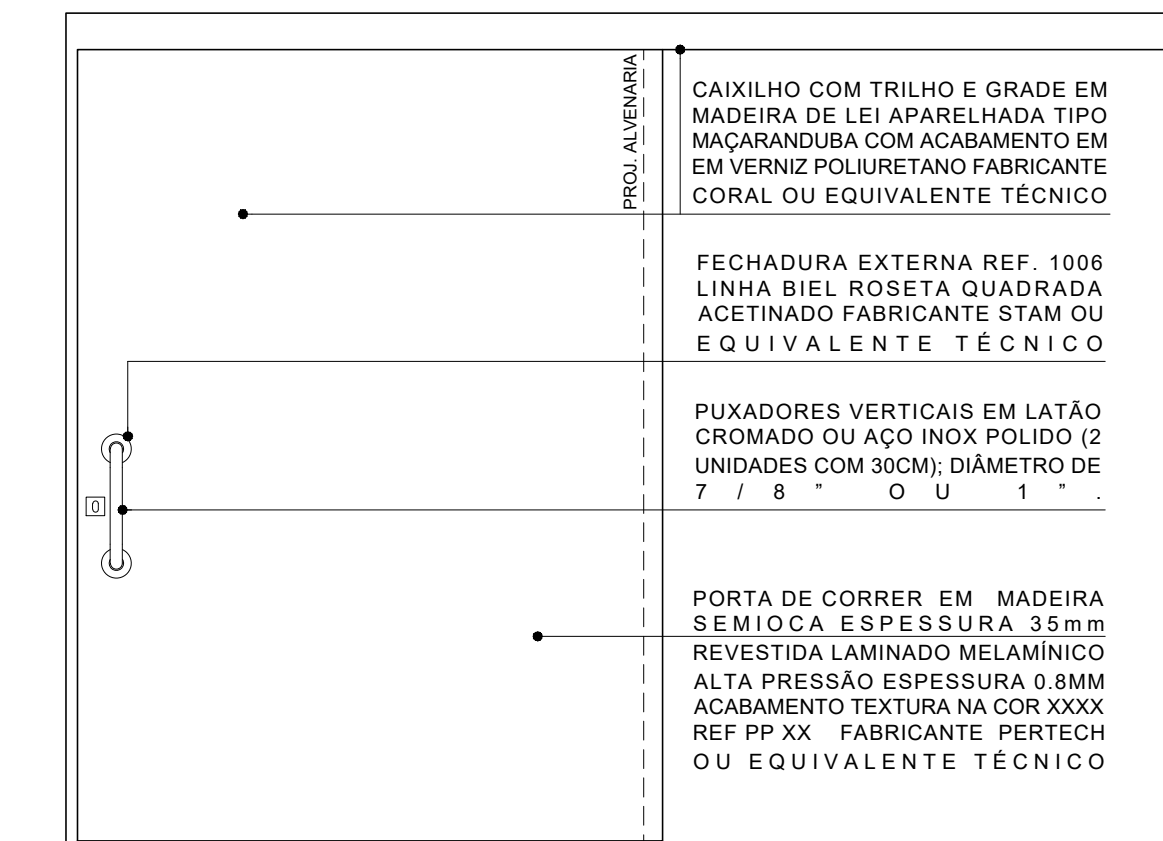 PROJ. ALVENARIA
CAIXILHO COM TRILHO E GRADE EM
MADEIRA DE LEI APARELHADA TIPO
MAÇARANDUBA COM ACABAMENTO EM
EM VERNIZ POLIURETANO FABRICANTE
CORAL OU EQUIVALENTE TÉCNICO
FECHADURA EXTERNA REF. 1006
LINHA BIEL ROSETA QUADRADA
ACETINADO FABRICANTE STAM OU
EQUIVALENTE TÉCNICO
PUXADORES VERTICAIS EM LATÃO
CROMADO OU AÇO INOX POLIDO (2
UNIDADES COM 30CM); DIÂMETRO DE
7/8” OU 1”.
0
PORTA DE CORRER EM MADEIRA
SEMIOCA ESPESSURA 35mm
REVESTIDA LAMINADO MELAMÍNICO
ALTA PRESSÃO ESPESSURA 0.8MM
ACABAMENTO TEXTURA NA COR XXXX
REF PP XX FABRICANTE PERTECH
OU EQUIVALENTE TÉCNICO